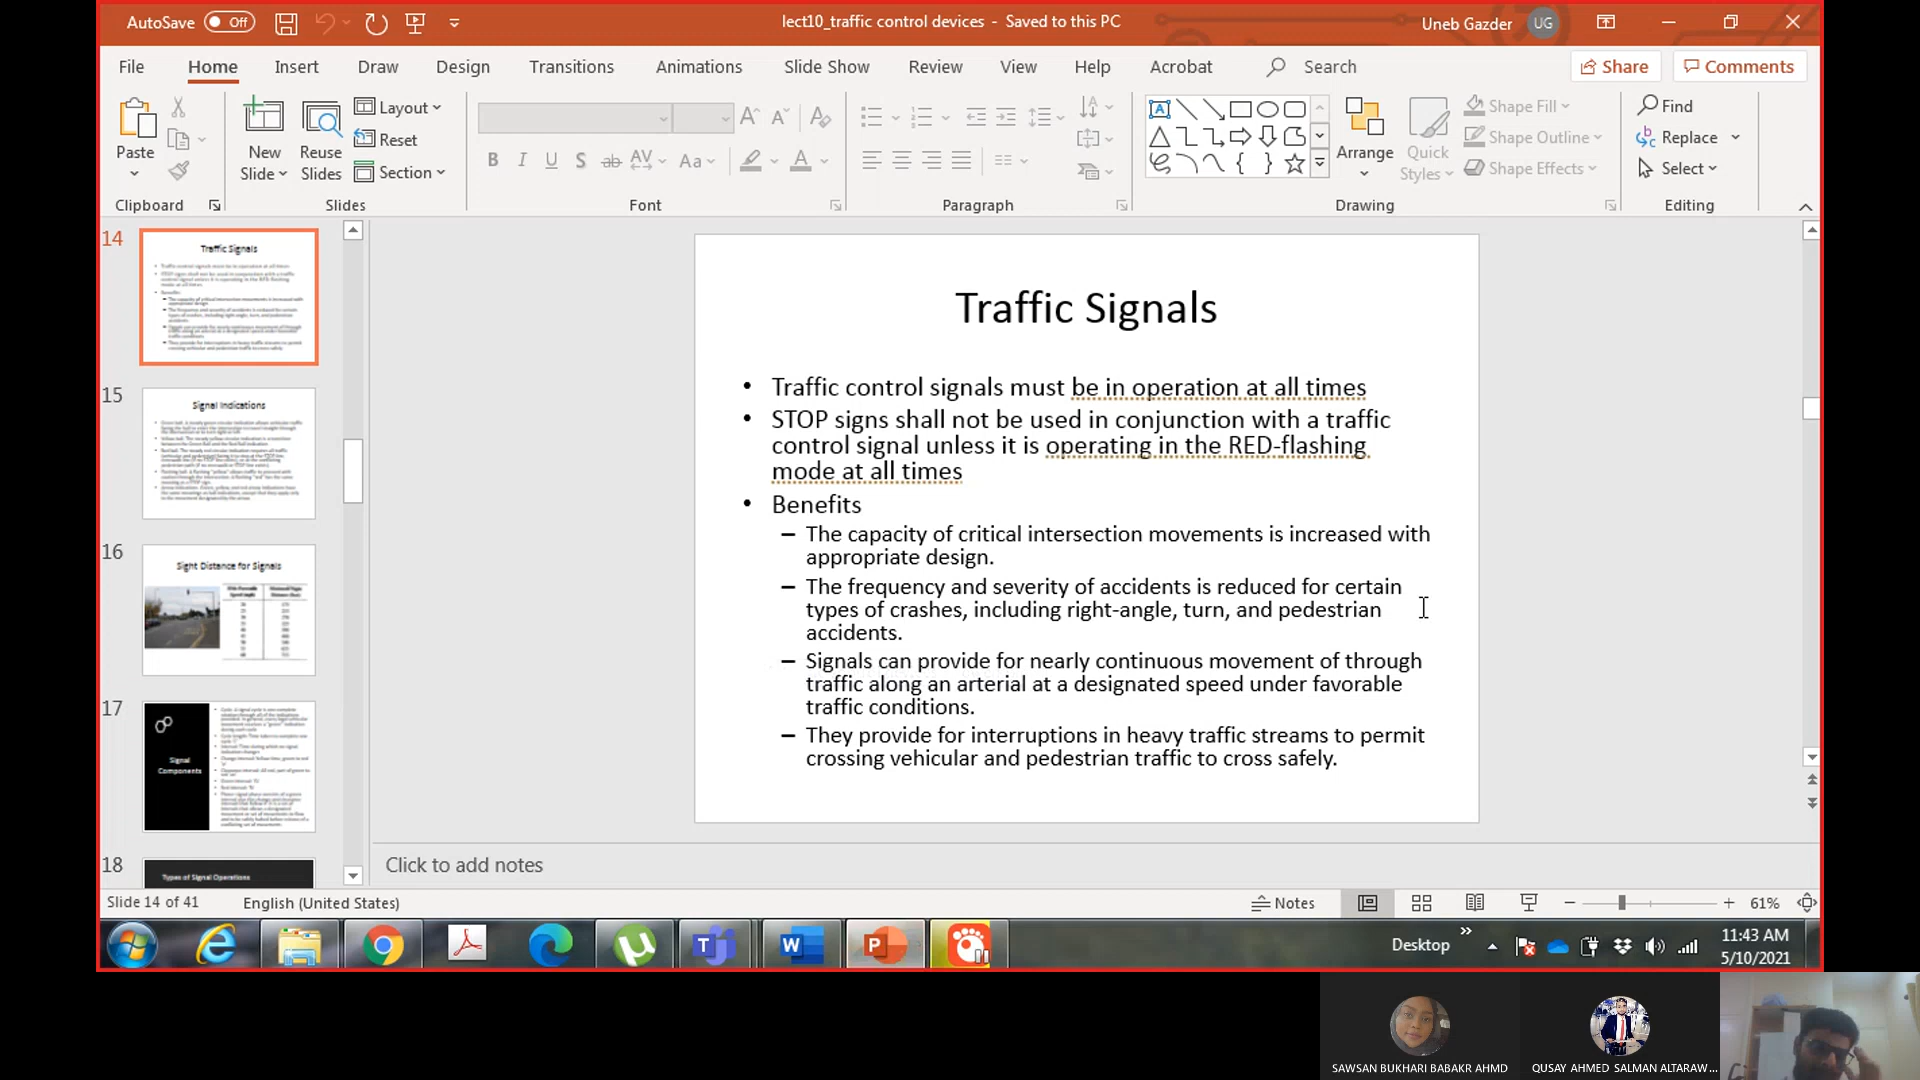 AutoSave Off
lect10_traffic control devices - Saved to this PC
Uneb Gazder UG
File Home Insert Draw Design Transitions Animations Slide Show Review View Help Acrobat Search Share Comments
Paste
New Slide
Reuse Slides
Layout
Reset
Section
Aa
Arrange
Quick Styles
Shape Fill
Shape Outline
Shape Effects
Find
Replace
Select
Clipboard Slides Font Paragraph Drawing Editing
14
Traffic Signals
15
Signal Indications
16
Sight Distance for Signals
17
Signal Components
18
Types of Signal Operations
Traffic Signals
• Traffic control signals must be in operation at all times
• STOP signs shall not be used in conjunction with a traffic
control signal unless it is operating in the RED-flashing
mode at all times
• Benefits
– The capacity of critical intersection movements is increased with
appropriate design.
– The frequency and severity of accidents is reduced for certain
types of crashes, including right-angle, turn, and pedestrian
accidents.
– Signals can provide for nearly continuous movement of through
traffic along an arterial at a designated speed under favorable
traffic conditions.
– They provide for interruptions in heavy traffic streams to permit
crossing vehicular and pedestrian traffic to cross safely.
Click to add notes
Slide 14 of 41 English (United States) Notes 61%
Desktop
11:43 AM
5/10/2021
SAWSAN BUKHARI BABAKR AHMD
QUSAY AHMED SALMAN ALTARAW...